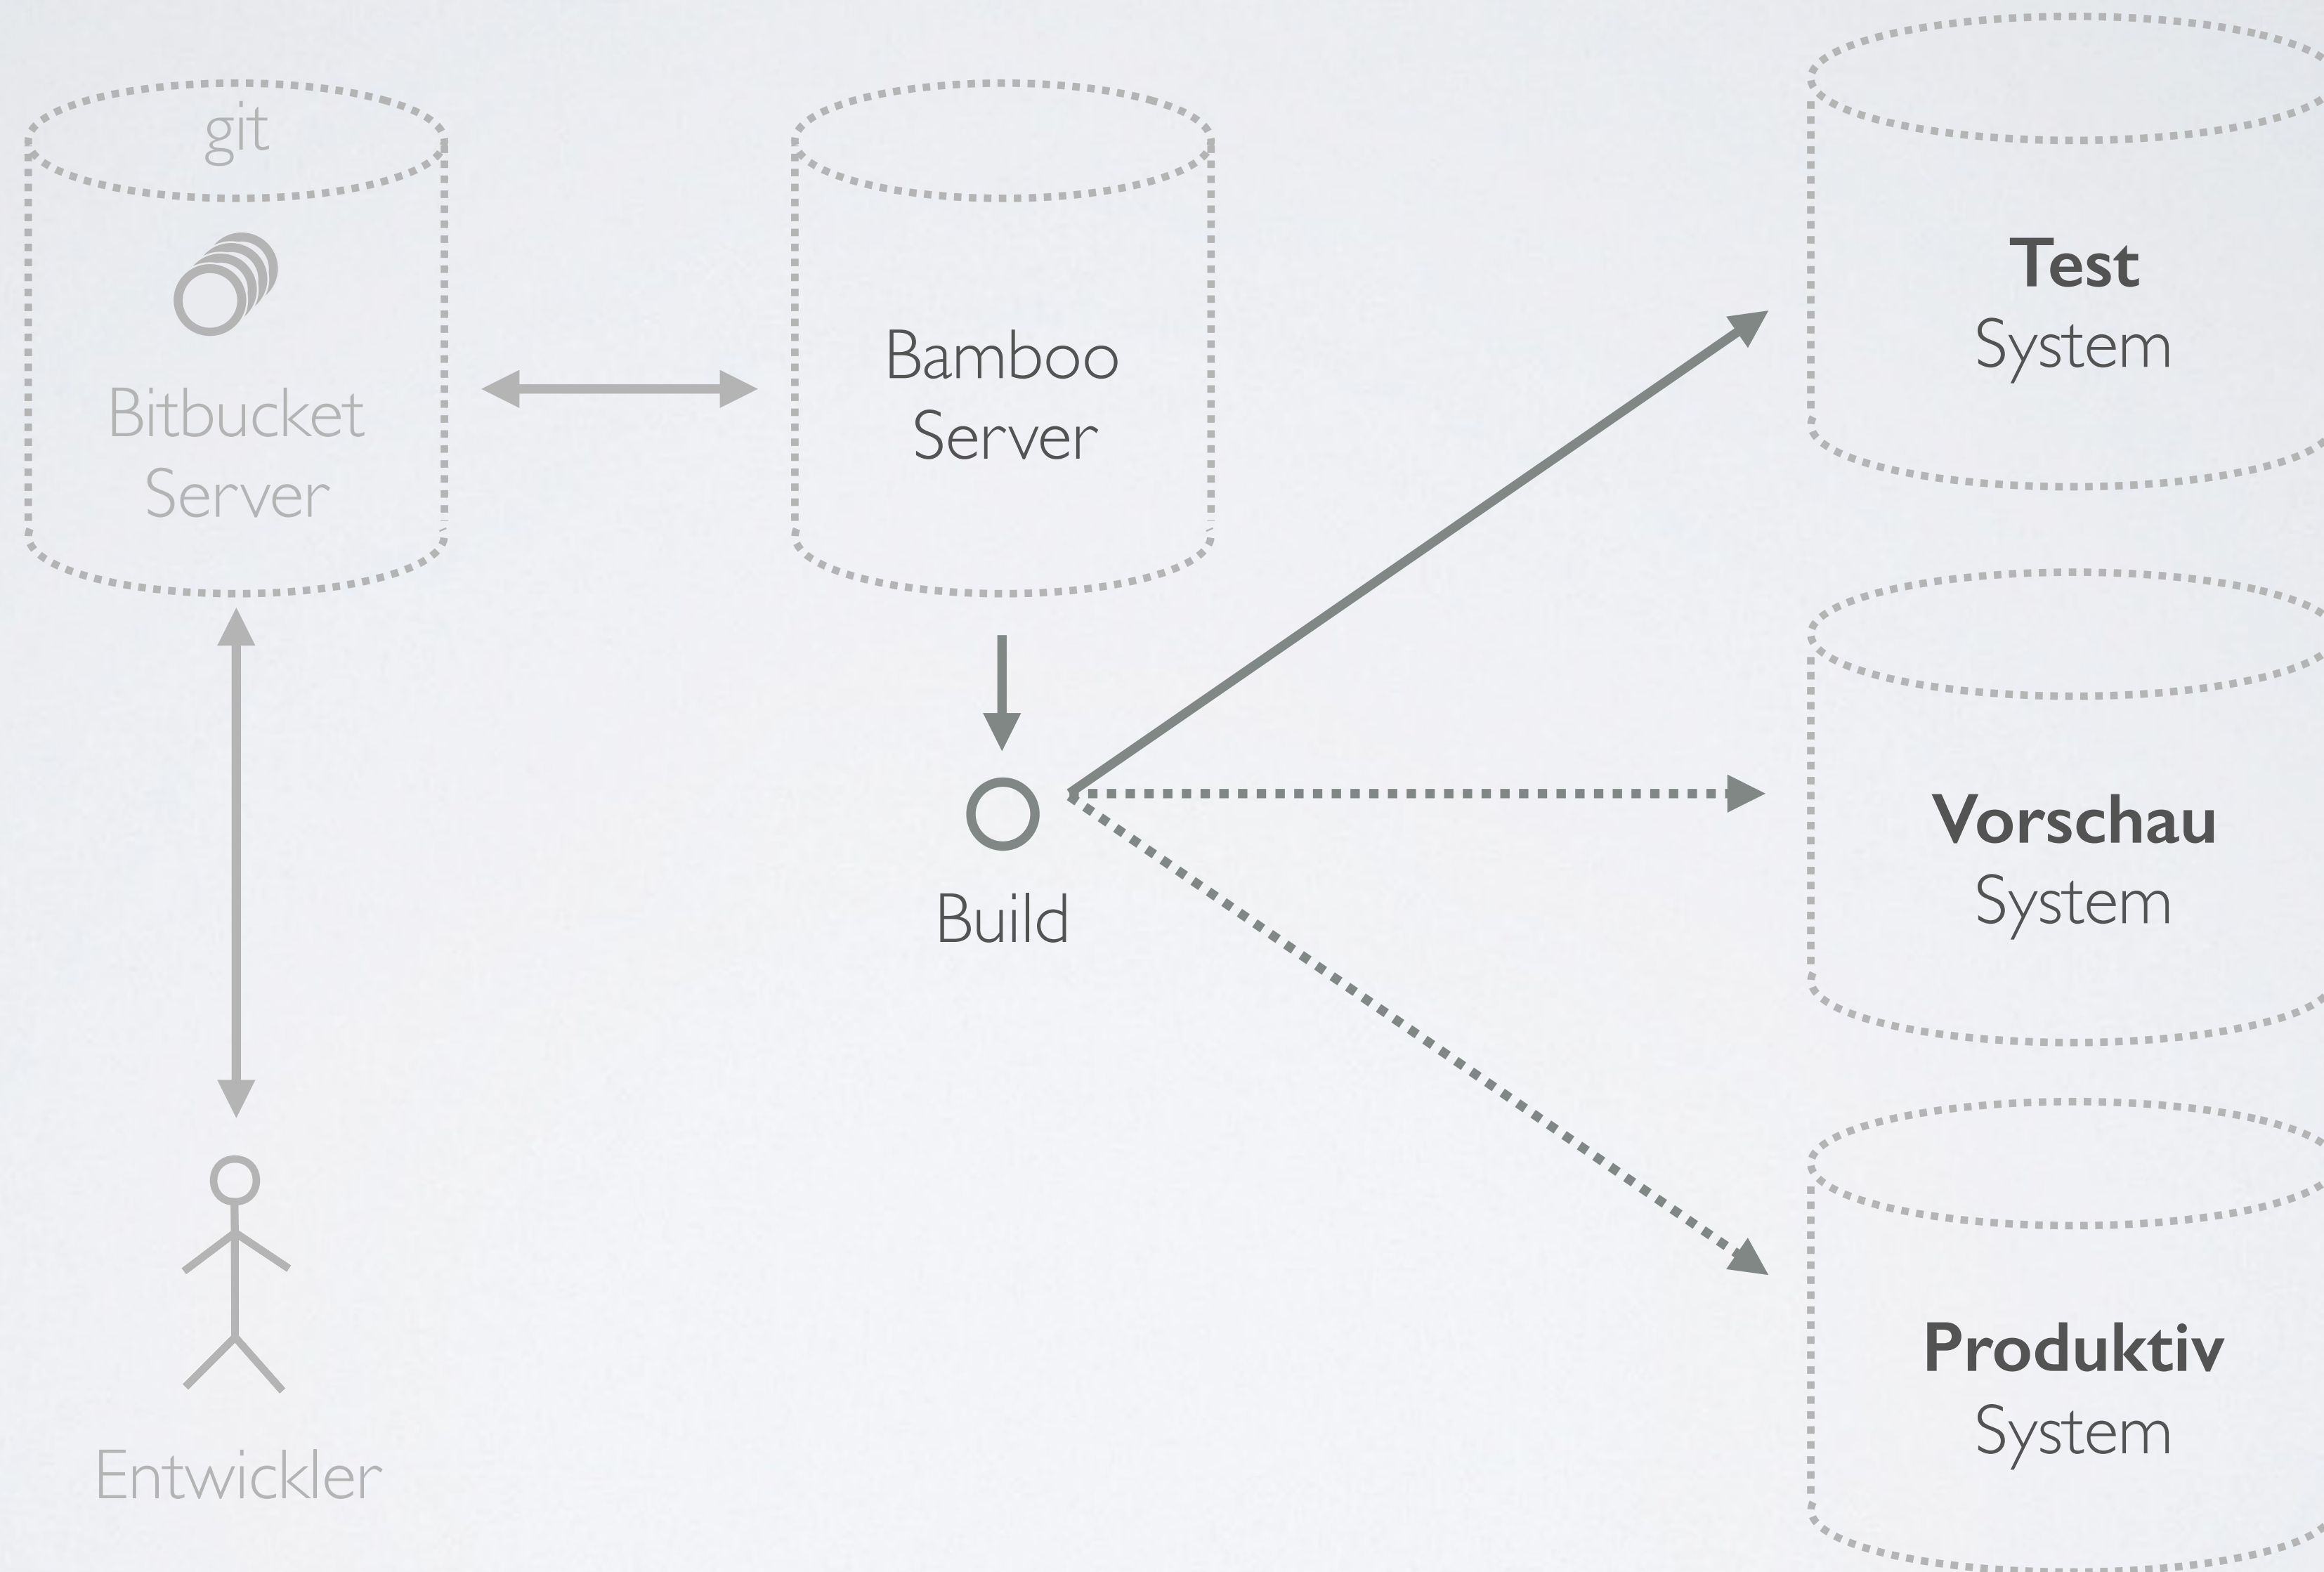 git
Bitbucket
Server
Bamboo
Server
Build
Entwickler
Test
System
Vorschau
System
Produktiv
System